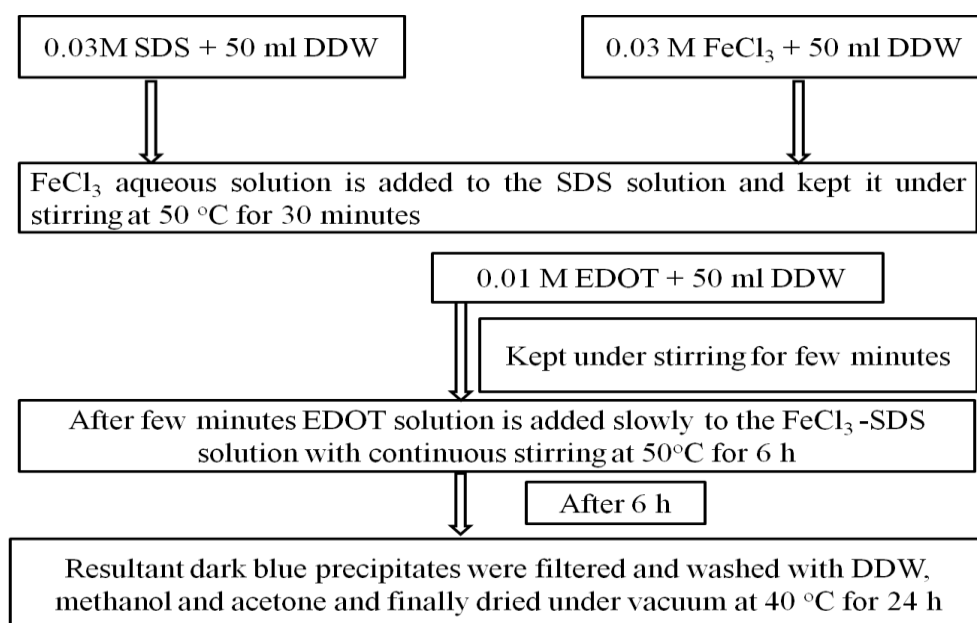 0.03M SDS + 50 ml DDW
0.03 M FeCl₃ + 50 ml DDW
FeCl₃ aqueous solution is added to the SDS solution and kept it under
stirring at 50 °C for 30 minutes
0.01 M EDOT + 50 ml DDW
Kept under stirring for few minutes
After few minutes EDOT solution is added slowly to the FeCl₃-SDS
solution with continuous stirring at 50°C for 6 h
After 6 h
Resultant dark blue precipitates were filtered and washed with DDW,
methanol and acetone and finally dried under vacuum at 40 °C for 24 h